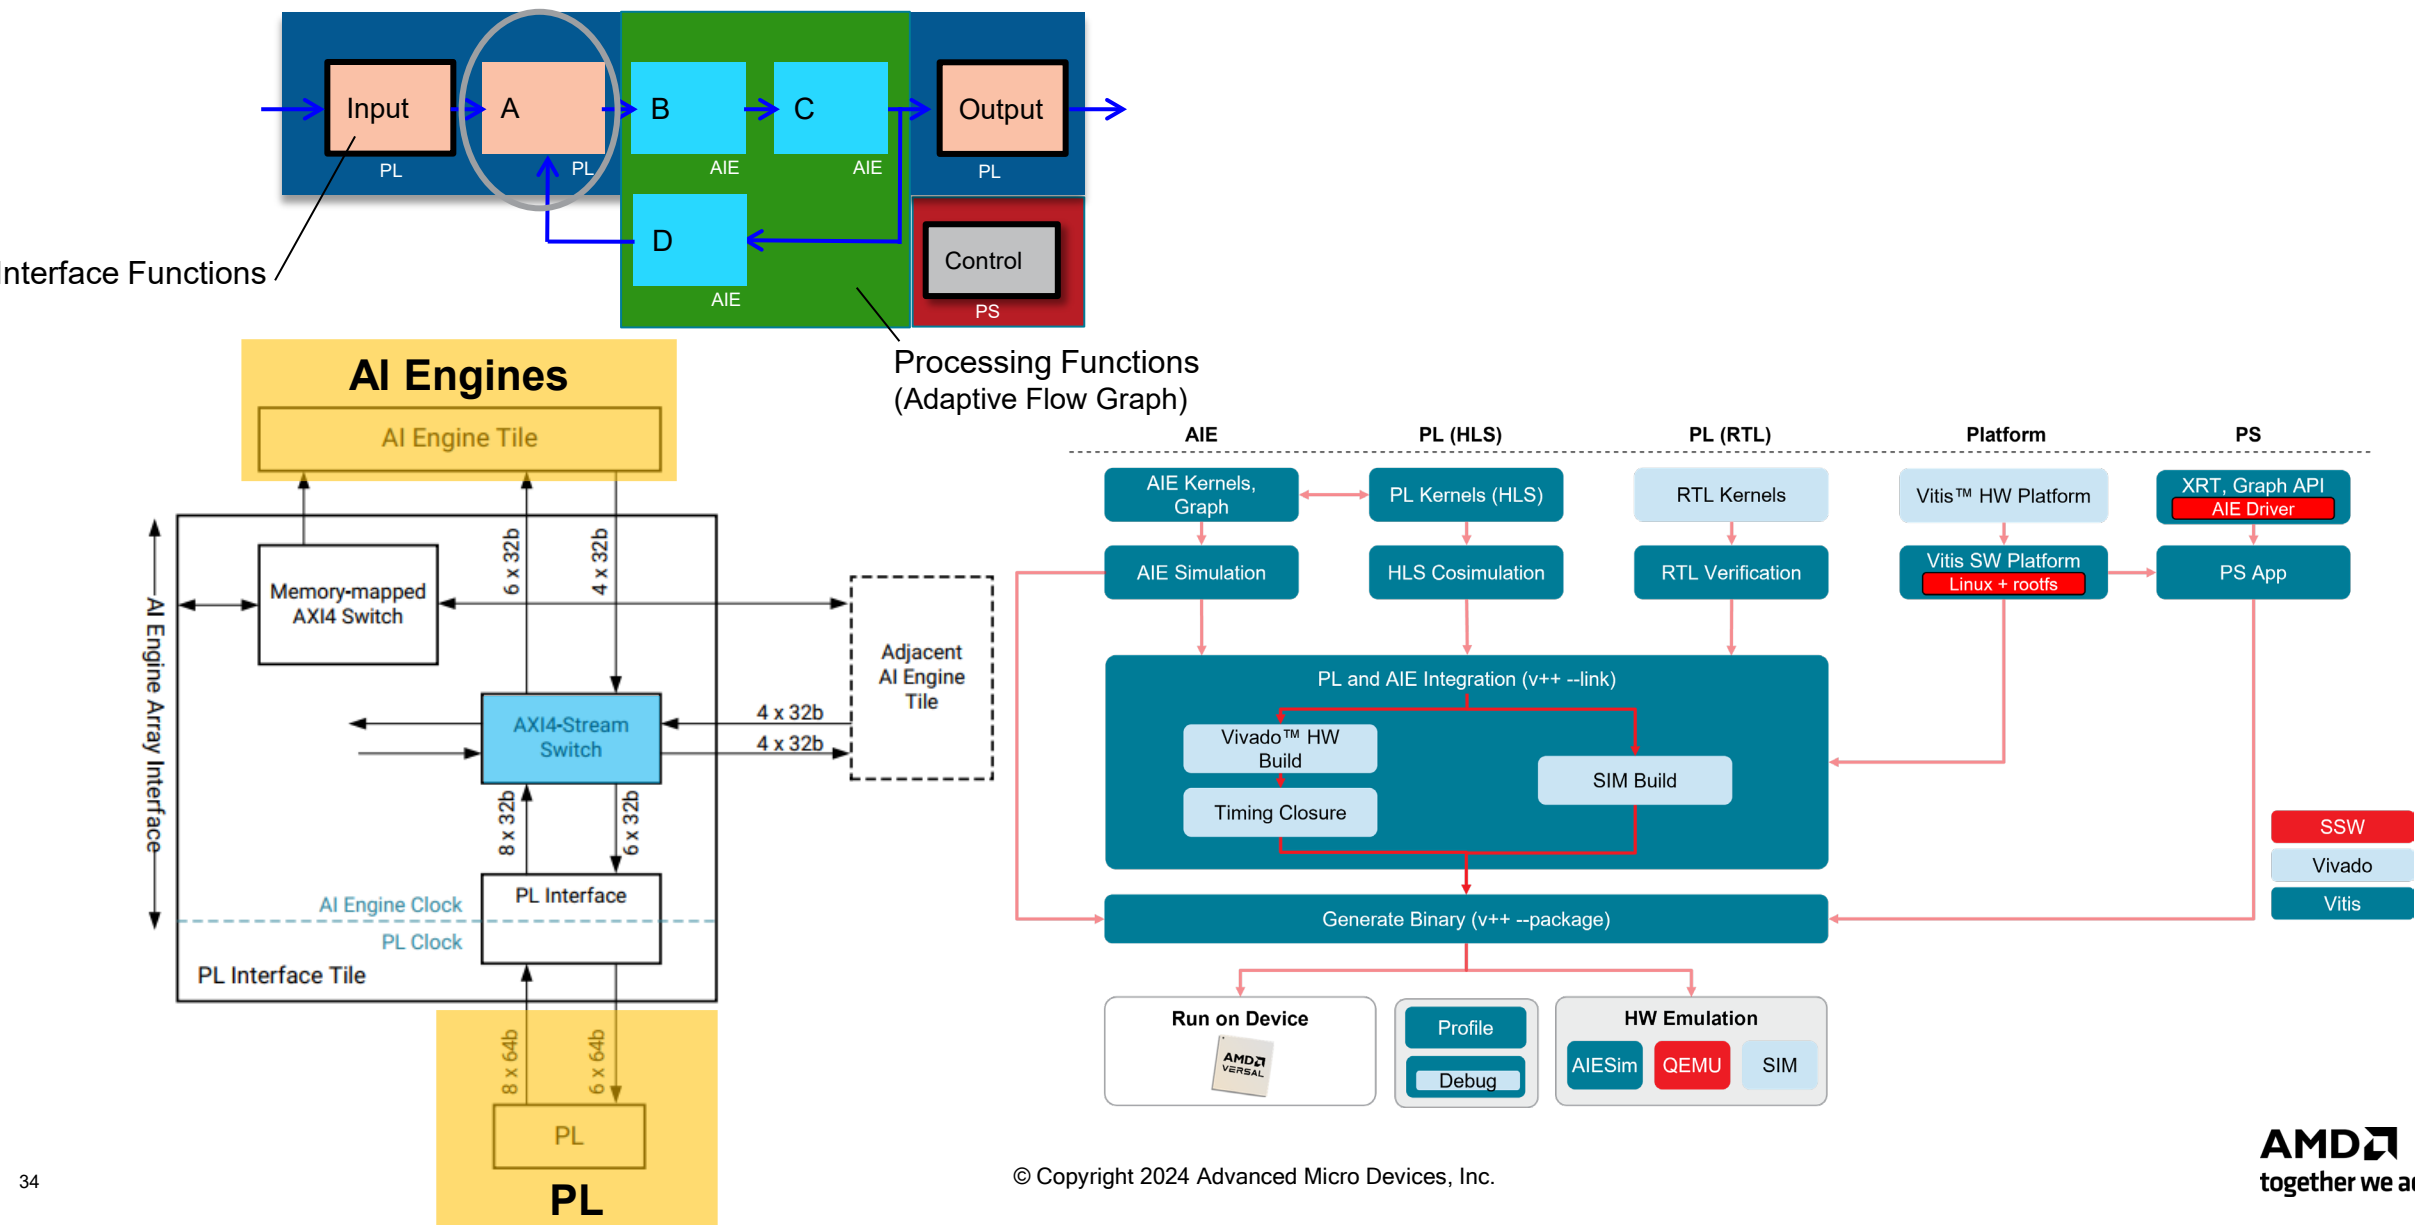 Input
A
B
C
Output
PL
PL
AIE
AIE
PL
D
AIE
Control
PS
Interface Functions
Processing Functions
(Adaptive Flow Graph)
AI Engines
AI Engine Tile
AI Engine Array Interface
6 x 32b
4 x 32b
Memory-mapped
AXI4 Switch
Adjacent
AI Engine
Tile
AXI4-Stream
Switch
4 x 32b
4 x 32b
8 x 32b
6 x 32b
PL Interface
AI Engine Clock
PL Clock
PL Interface Tile
8 x 64b
6 x 64b
PL
PL
AIE
PL (HLS)
PL (RTL)
Platform
PS
AIE Kernels,
Graph
PL Kernels (HLS)
RTL Kernels
Vitis™ HW Platform
XRT, Graph API
AIE Driver
AIE Simulation
HLS Cosimulation
RTL Verification
Vitis SW Platform
Linux + rootfs
PS App
PL and AIE Integration (v++ --link)
Vivado™ HW
Build
SIM Build
Timing Closure
Generate Binary (v++ --package)
SSW
Vivado
Vitis
Run on Device
AMD
VERSAL
Profile
Debug
HW Emulation
AIESim
QEMU
SIM
34
© Copyright 2024 Advanced Micro Devices, Inc.
AMD
together we